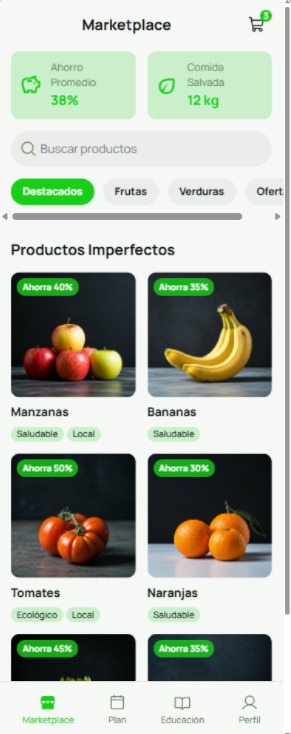 Marketplace
3
Ahorro
Promedio
38%
Comida
Salvada
12 kg
Buscar productos
Destacados Frutas Verduras Ofert
Productos Imperfectos
Ahorra 40% Ahorra 35%
Manzanas Bananas
Saludable Local Saludable
Ahorra 50% Ahorra 30%
Tomates Naranjas
Ecológico Local Saludable
Ahorra 45% Ahorra 35%
Marketplace Plan Educación Perfil